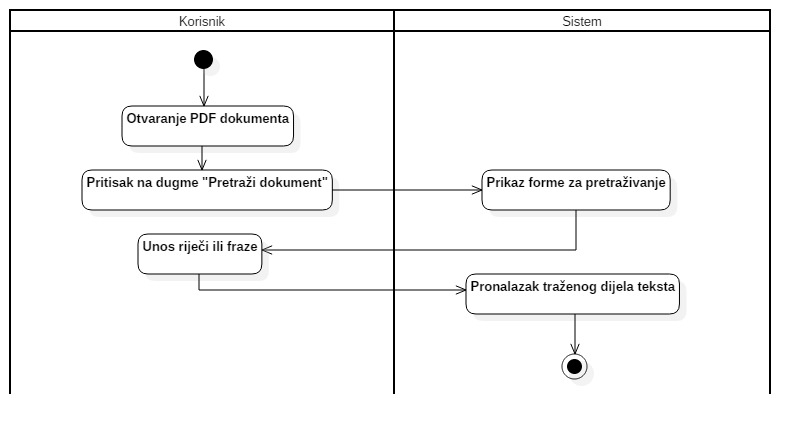 Korisnik
Sistem
Otvaranje PDF dokumenta
Pritisak na dugme "Pretraži dokument"
Prikaz forme za pretraživanje
Unos riječi ili fraze
Pronalazak traženog dijela teksta